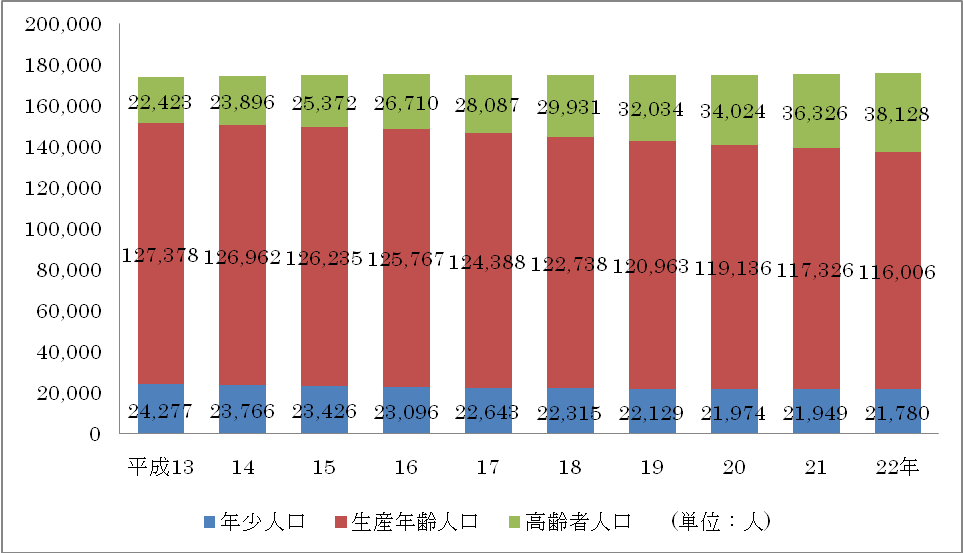 200,000
180,000
160,000
140,000
120,000
100,000
80,000
60,000
40,000
20,000
0
22,423 23,896 25,372 26,710 28,087 29,931 32,034 34,024 36,326 38,128
127,378 126,962 126,235 125,767 124,388 122,738 120,963 119,136 117,326 116,006
24,277 23,766 23,426 23,096 22,643 22,315 22,129 21,974 21,949 21,780
平成13 14 15 16 17 18 19 20 21 22年
年少人口 生産年齢人口 高齢者人口 (単位：人)